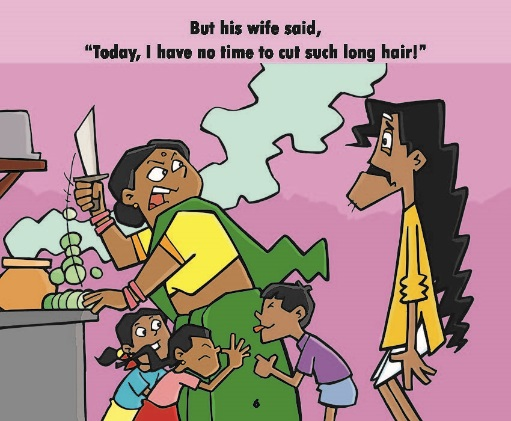 But his wife said,
“Today, I have no time to cut such long hair!”
6